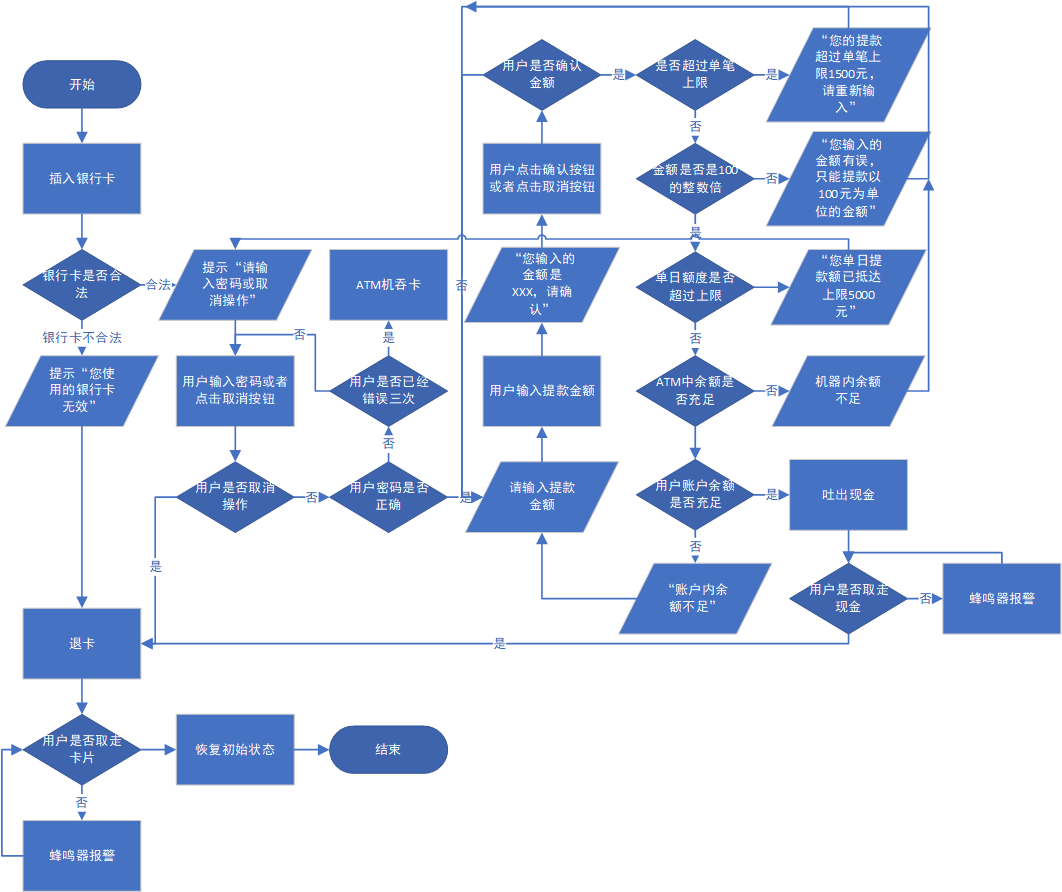 开始
插入银行卡
银行卡是否合
法
合法
银行卡不合法
提示“您使
用的银行卡
无效”
提示“请输
入密码或取
消操作”
用户输入密码或者
点击取消按钮
用户是否取消
操作
是
否
用户密码是否
正确
否
用户是否已经
错误三次
否
是
ATM机吞卡
是
请输入提款
金额
用户输入提款金额
“您输入的
金额是
XXX，请确
认”
用户点击确认按钮
或者点击取消按钮
用户是否确认
金额
否
是
是否超过单笔
上限
是
“您的提款
超过单笔上
限1500元，
请重新输
入”
否
金额是否是100
的整数倍
否
“您输入的
金额有误，
只能提款以
100元为单
位的金额”
是
单日额度是否
超过上限
“您单日提
款额已抵达
上限5000
元”
否
ATM中余额是
否充足
否
机器内余额
不足
用户账户余额
是否充足
是
吐出现金
否
“账户内余
额不足”
用户是否取走
现金
否
蜂鸣器报警
是
退卡
用户是否取走
卡片
否
蜂鸣器报警
恢复初始状态
结束